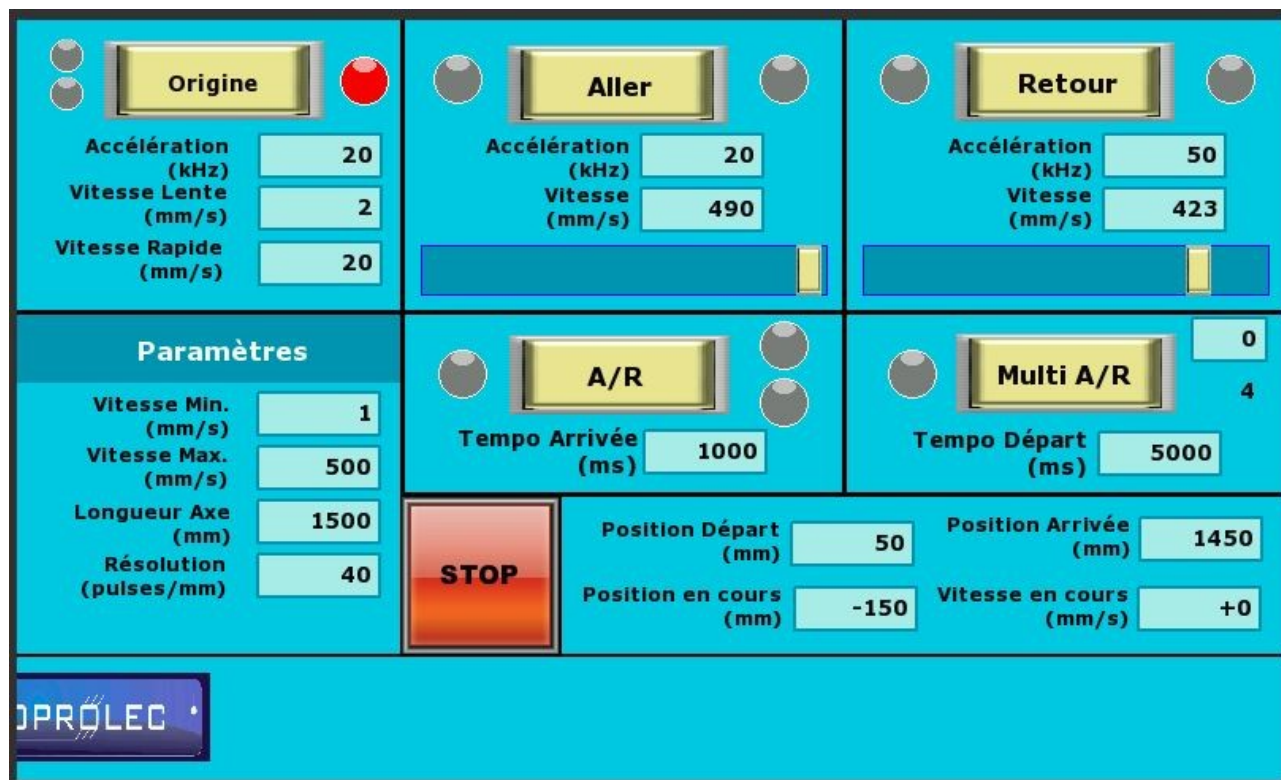 Origine
Accélération
(kHz)
20
Vitesse Lente
(mm/s)
2
Vitesse Rapide
(mm/s)
20
Aller
Accélération
(kHz)
20
Vitesse
(mm/s)
490
Retour
Accélération
(kHz)
50
Vitesse
(mm/s)
423
Paramètres
Vitesse Min.
(mm/s)
1
Vitesse Max.
(mm/s)
500
Longueur Axe
(mm)
1500
Résolution
(pulses/mm)
40
A/R
Tempo Arrivée
(ms)
1000
Multi A/R
0
4
Tempo Départ
(ms)
5000
STOP
Position Départ
(mm)
50
Position Arrivée
(mm)
1450
Position en cours
(mm)
-150
Vitesse en cours
(mm/s)
+0
OPROLEC